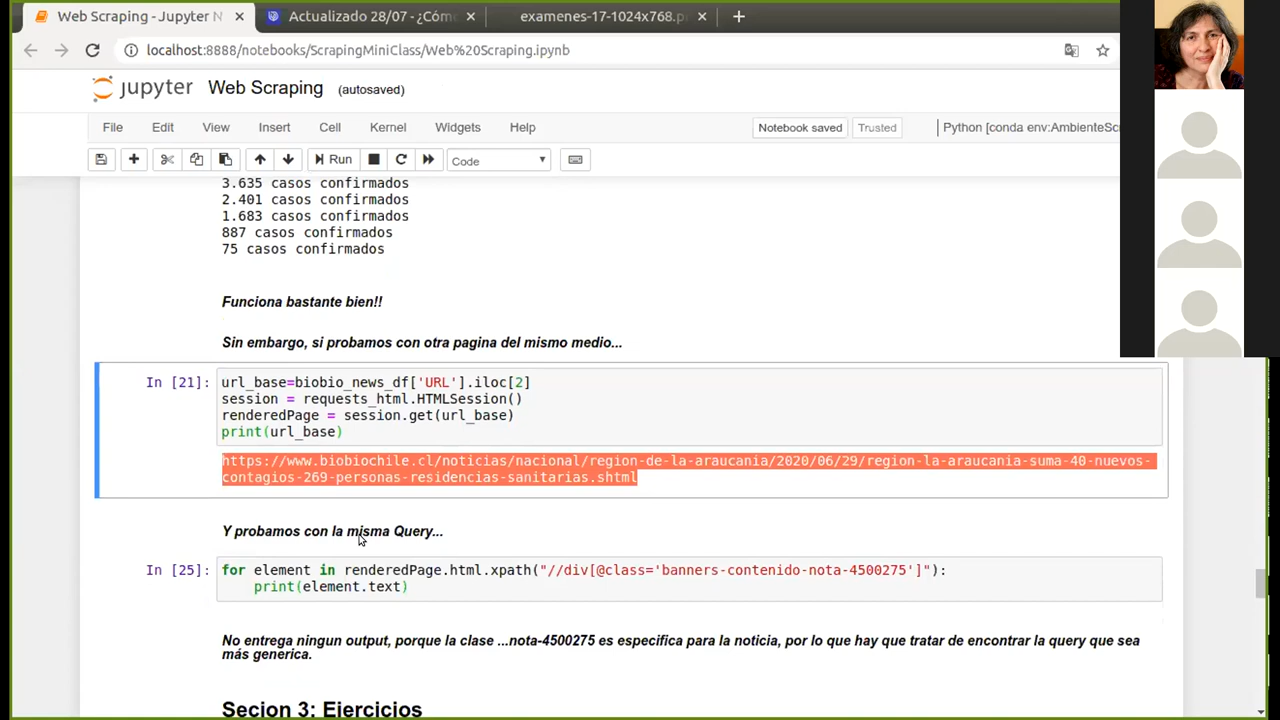 Web Scraping - Jupyter N
Actualizado 28/07 - ¿Cóm
examenes-17-1024x768.p
localhost:8888/notebooks/ScrapingMiniClass/Web%20Scraping.ipynb
jupyter Web Scraping (autosaved)
File Edit View Insert Cell Kernel Widgets Help
Notebook saved Trusted Python [conda env:AmbienteScr
Run Code
3.635 casos confirmados
2.401 casos confirmados
1.683 casos confirmados
887 casos confirmados
75 casos confirmados
Funciona bastante bien!!
Sin embargo, si probamos con otra pagina del mismo medio...
In [21]: url_base=biobio_news_df['URL'].iloc[2]
session = requests_html.HTMLSession()
renderedPage = session.get(url_base)
print(url_base)
https://www.biobiochile.cl/noticias/nacional/region-de-la-araucania/2020/06/29/region-la-araucania-suma-40-nuevos-
contagios-269-personas-residencias-sanitarias.shtml
Y probamos con la misma Query...
In [25]: for element in renderedPage.html.xpath("//div[@class='banners-contenido-nota-4500275']"):
print(element.text)
No entrega ningun output, porque la clase ...nota-4500275 es especifica para la noticia, por lo que hay que tratar de encontrar la query que sea
más generica.
Secion 3: Ejercicios